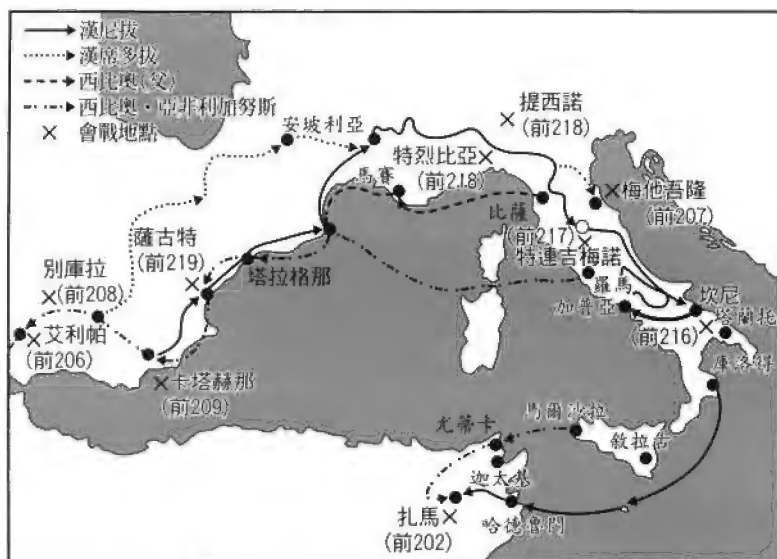 漢尼拔
漢席多拔
西比奧(父)
西比奧·亞非利加努斯
會戰地點
安坡利亞
提西諾
(前218)
特烈比亞
(前218)
馬賽
梅他吾隆
(前207)
比薩
(前217)
特連吉梅諾
薩古特
(前219)
塔拉格那
別庫拉
(前208)
羅馬
加普亞
坎尼
(前216)
塔蘭托
艾利帕
(前206)
卡塔赫那
(前209)
庫洛得
尤蒂卡
馬爾沙拉
敘拉古
迦太基
扎馬
(前202)
哈德魯門